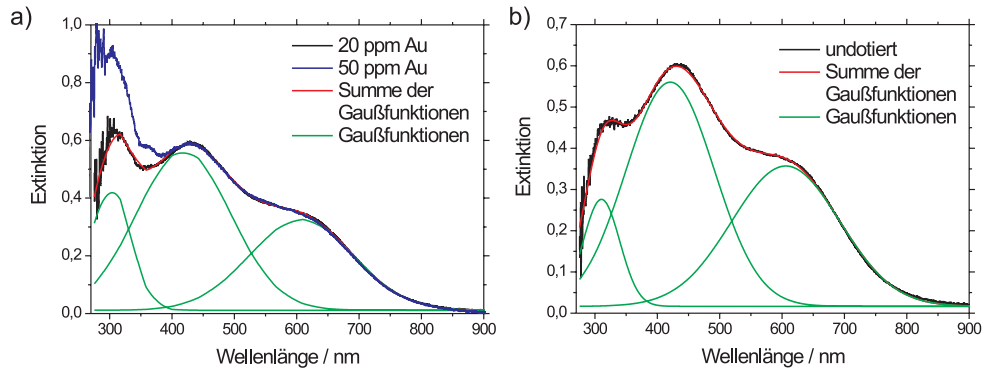 a)
20 ppm Au
50 ppm Au
Summe der
Gaußfunktionen
Gaußfunktionen
Extinktion
1,0
0,8
0,6
0,4
0,2
0,0
300 400 500 600 700 800 900
Wellenlänge / nm
b)
undotiert
Summe der
Gaußfunktionen
Gaußfunktionen
Extinktion
0,7
0,6
0,5
0,4
0,3
0,2
0,1
0,0
300 400 500 600 700 800 900
Wellenlänge / nm